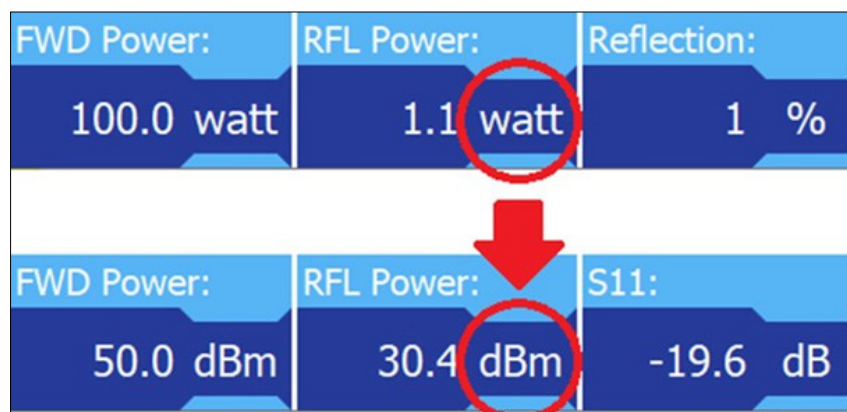 FWD Power: RFL Power: Reflection:
100.0 watt 1.1 watt 1 %
FWD Power: RFL Power: S11:
50.0 dBm 30.4 dBm -19.6 dB